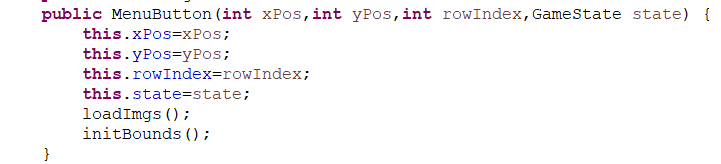 public MenuButton(int xPos,int yPos,int rowIndex,GameState state) {
this.xPos=xPos;
this.yPos=yPos;
this.rowIndex=rowIndex;
this.state=state;
loadImgs();
initBounds();
}